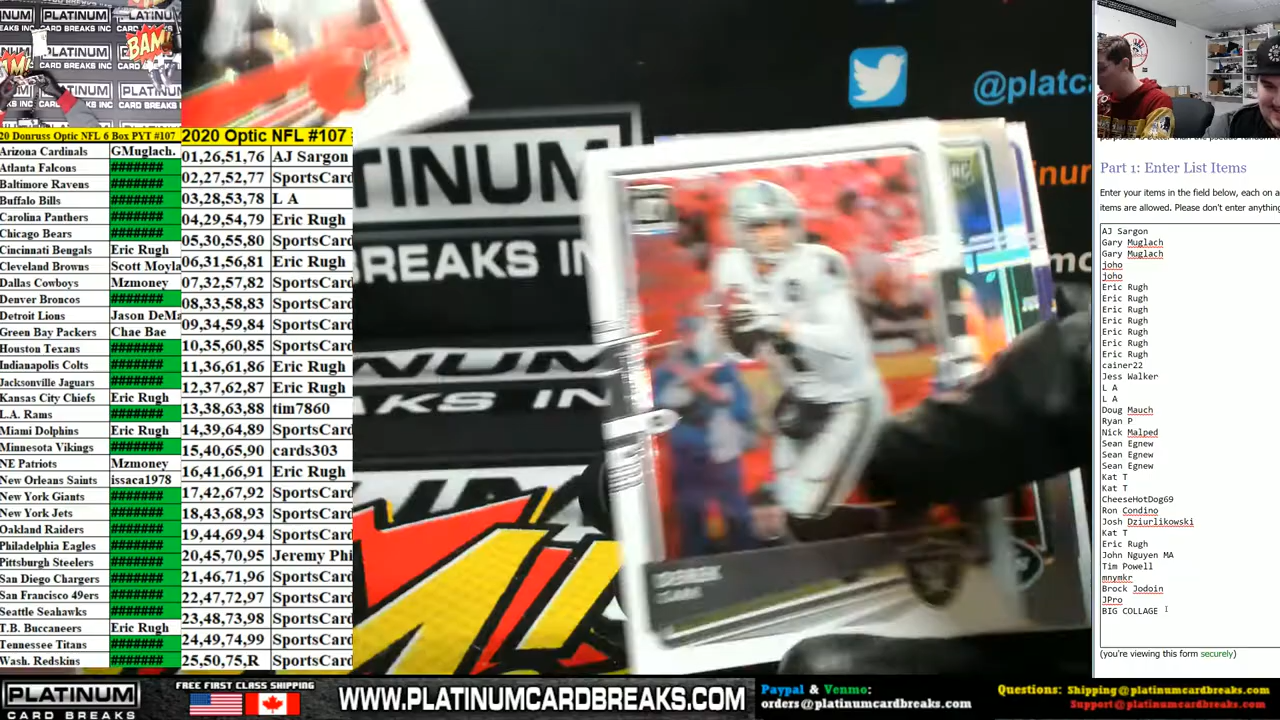 PLATINUM
CARD BREAKS INC
BAM!
20 Donruss Optic NFL 6 Box PYT #107
Arizona Cardinals GMuglach.
Atlanta Falcons #######
Baltimore Ravens #######
Buffalo Bills #######
Carolina Panthers #######
Chicago Bears #######
Cincinnati Bengals Eric Rugh
Cleveland Browns Scott Moyla
Dallas Cowboys Mzmoney
Denver Broncos #######
Detroit Lions Jason DeMa
Green Bay Packers Chae Bae
Houston Texans #######
Indianapolis Colts #######
Jacksonville Jaguars #######
Kansas City Chiefs Eric Rugh
L.A. Rams #######
Miami Dolphins Eric Rugh
Minnesota Vikings #######
NE Patriots Mzmoney
New Orleans Saints issaca1978
New York Giants #######
New York Jets #######
Oakland Raiders #######
Philadelphia Eagles #######
Pittsburgh Steelers #######
San Diego Chargers #######
San Francisco 49ers #######
Seattle Seahawks #######
T.B. Buccaneers Eric Rugh
Tennessee Titans #######
Wash. Redskins #######
2020 Optic NFL #107
01,26,51,76 AJ Sargon
02,27,52,77 SportsCard
03,28,53,78 L A
04,29,54,79 Eric Rugh
05,30,55,80 SportsCard
06,31,56,81 Eric Rugh
07,32,57,82 SportsCard
08,33,58,83 SportsCard
09,34,59,84 SportsCard
10,35,60,85 SportsCard
11,36,61,86 Eric Rugh
12,37,62,87 Eric Rugh
13,38,63,88 tim7860
14,39,64,89 SportsCard
15,40,65,90 cards303
16,41,66,91 Eric Rugh
17,42,67,92 SportsCard
18,43,68,93 SportsCard
19,44,69,94 SportsCard
20,45,70,95 Jeremy Phi
21,46,71,96 SportsCard
22,47,72,97 SportsCard
23,48,73,98 SportsCard
24,49,74,99 SportsCard
25,50,75,R SportsCard
@platca
TINUM
BREAKS IN
NUM
AKS IN
Part 1: Enter List Items
Enter your items in the field below, each on a
items are allowed. Please don't enter anything
AJ Sargon
Gary Muglach
Gary Muglach
joho
joho
Eric Rugh
Eric Rugh
Eric Rugh
Eric Rugh
Eric Rugh
Eric Rugh
Eric Rugh
cainer22
Jess Walker
L A
L A
Doug Mauch
Ryan P
Nick Malped
Sean Egnew
Sean Egnew
Sean Egnew
Kat T
Kat T
CheeseHotDog69
Ron Condino
Josh Dziurlikowski
Kat T
Eric Rugh
John Nguyen MA
Tim Powell
mnymkr
Brock Jodoin
JPro
BIG COLLAGE
(you're viewing this form securely)
PLATINUM
CARD BREAKS
FREE FIRST CLASS SHIPPING
WWW.PLATINUMCARDBREAKS.COM
Paypal & Venmo:
orders@platinumcardbreaks.com
Questions: Shipping@platinumcardbreaks.com
Support@platinumcardbreaks.com